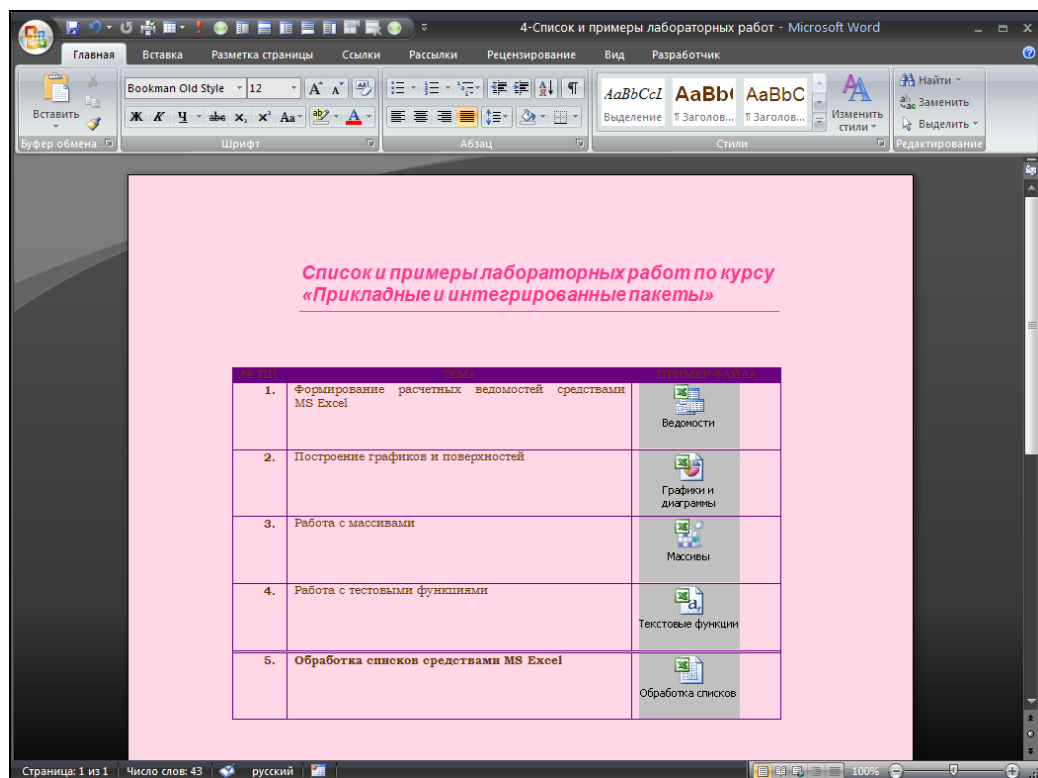 4-Список и примеры лабораторных работ - Microsoft Word
Главная Вставка Разметка страницы Ссылки Рассылки Рецензирование Вид Разработчик
Вставить
Буфер обмена
Bookman Old Style 12
Ж К Ч abc x, x² Aa ab A
Шрифт
Абзац
AaBbCcI AaBb( AaBbC
Выделение ¶ Заголов... ¶ Заголов...
Изменить
стили
Стили
Найти
Заменить
Выделить
Редактирование
Список и примеры лабораторных работ по курсу
«Прикладные и интегрированные пакеты»
№ ПП ТЕМА ПРИМЕР ФАЙЛА
1. Формирование расчетных ведомостей средствами
MS Excel
Ведомости
2. Построение графиков и поверхностей
Графики и
диаграммы
3. Работа с массивами
Массивы
4. Работа с тестовыми функциями
Текстовые функции
5. Обработка списков средствами MS Excel
Обработка списков
Страница: 1 из 1 Число слов: 43 русский 100%